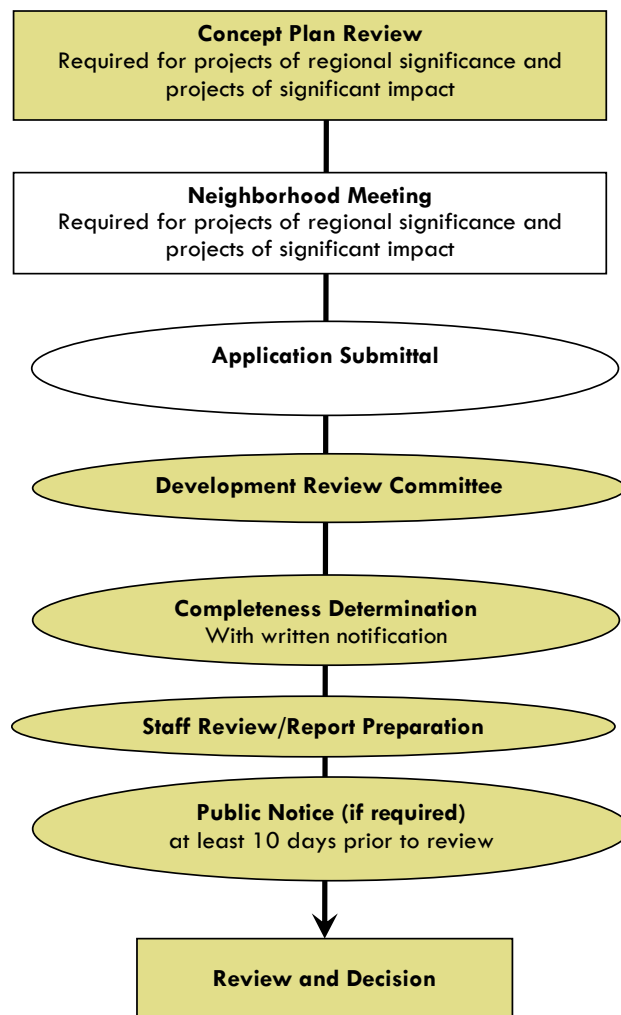 Concept Plan Review
Required for projects of regional significance and
projects of significant impact
Neighborhood Meeting
Required for projects of regional significance and
projects of significant impact
Application Submittal
Development Review Committee
Completeness Determination
With written notification
Staff Review/Report Preparation
Public Notice (if required)
at least 10 days prior to review
Review and Decision